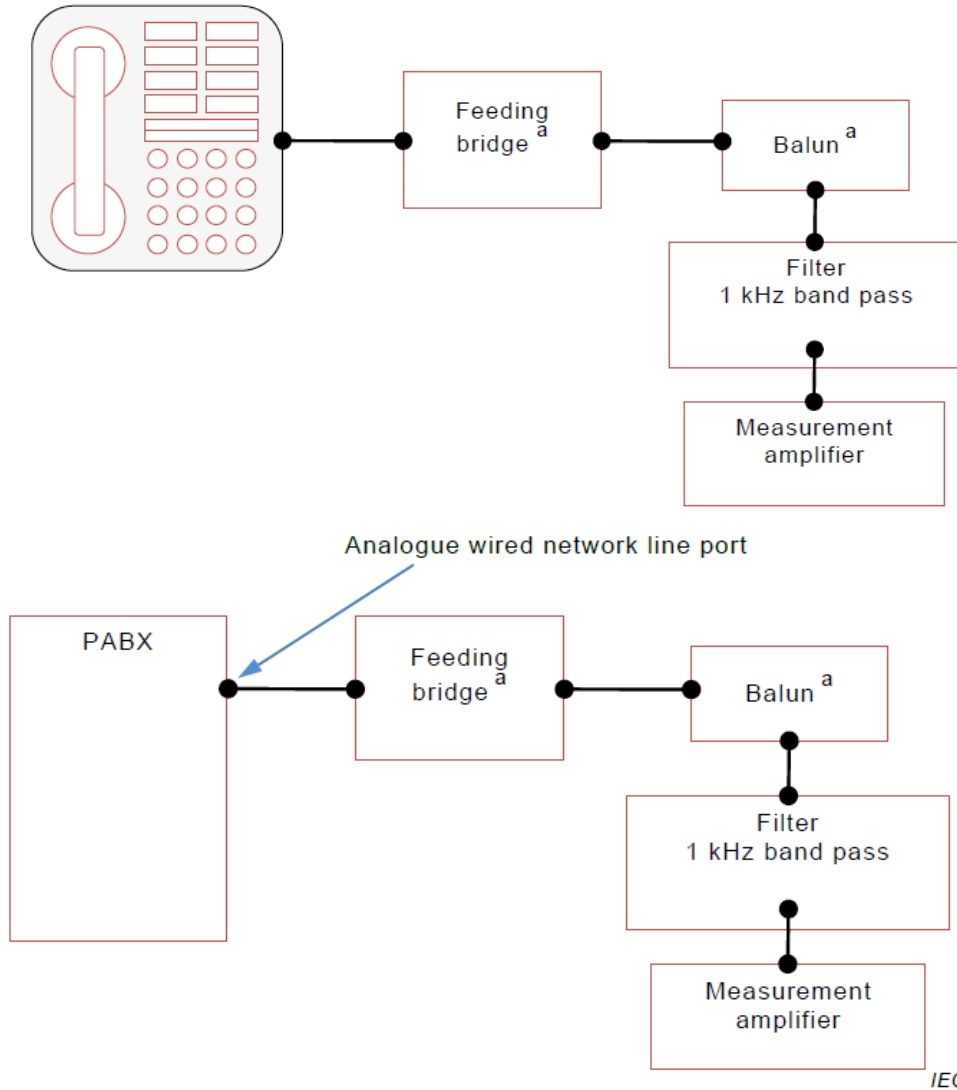 Feeding
bridge a
Balun a
Filter
1 kHz band pass
Measurement
amplifier
Analogue wired network line port
PABX
Feeding
bridge a
Balun a
Filter
1 kHz band pass
Measurement
amplifier